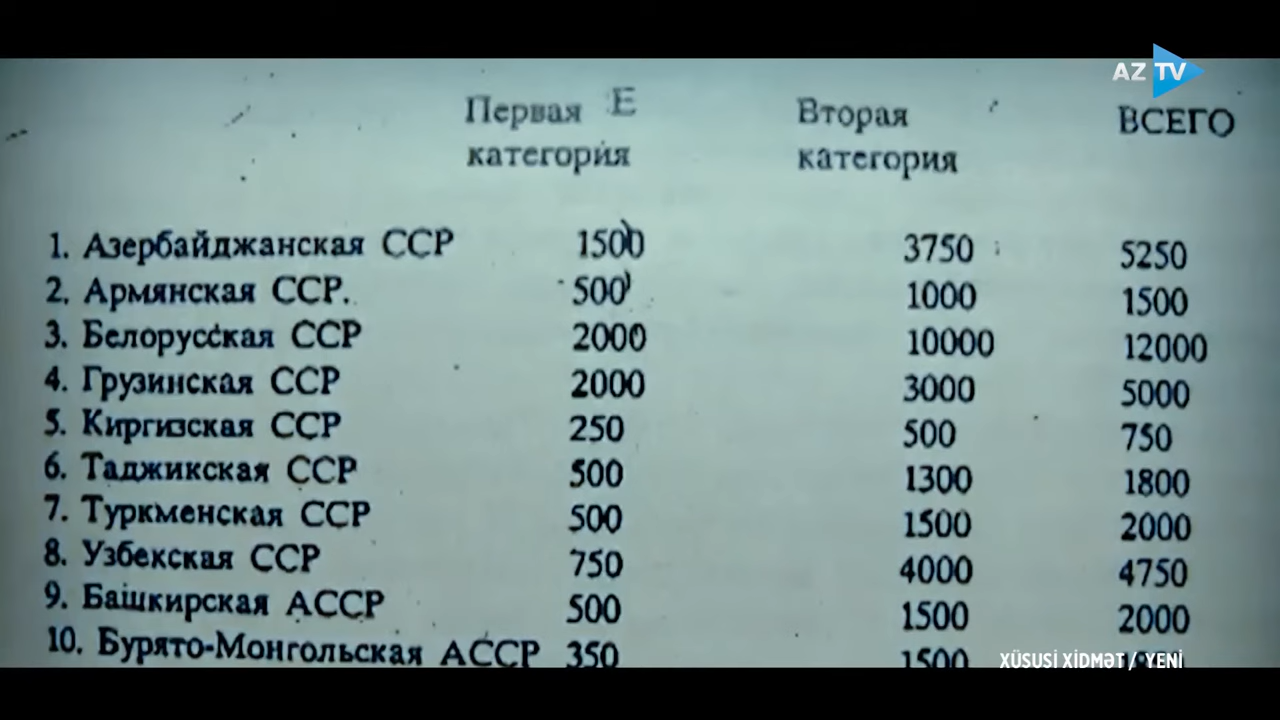 AZ TV
Первая Е Вторая ВСЕГО
категория категория
1. Азербайджанская ССР 1500 3750 5250
2. Армянская ССР. 500 1000 1500
3. Белорусская ССР 2000 10000 12000
4. Грузинская ССР 2000 3000 5000
5. Киргизская ССР 250 500 750
6. Таджикская ССР 500 1300 1800
7. Туркменская ССР 500 1500 2000
8. Узбекская ССР 750 4000 4750
9. Башкирская АССР 500 1500 2000
10. Бурято-Монгольская АССР 350 1500
XÜSUSİ XİDMƏT / YENİ